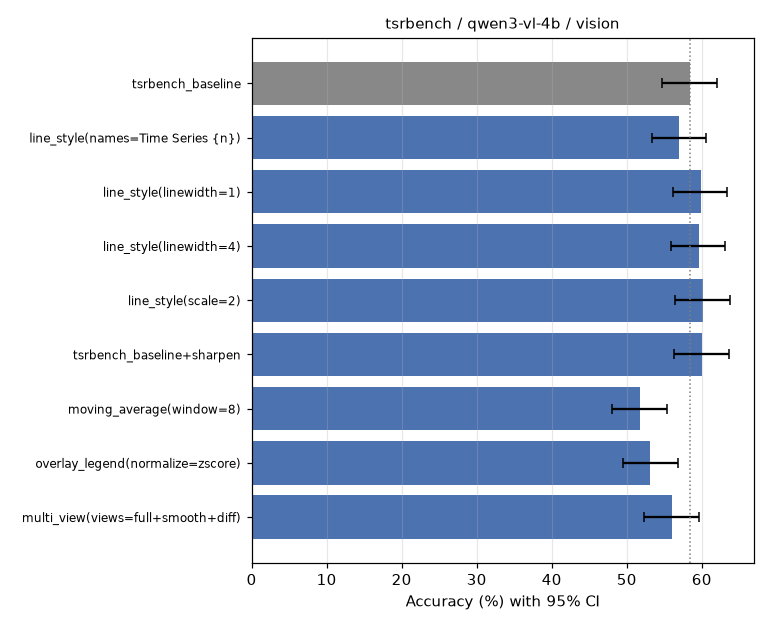 tsrbench / qwen3-vl-4b / vision
tsrbench_baseline
line_style(names=Time Series {n})
line_style(linewidth=1)
line_style(linewidth=4)
line_style(scale=2)
tsrbench_baseline+sharpen
moving_average(window=8)
overlay_legend(normalize=zscore)
multi_view(views=full+smooth+diff)
0 10 20 30 40 50 60
Accuracy (%) with 95% CI